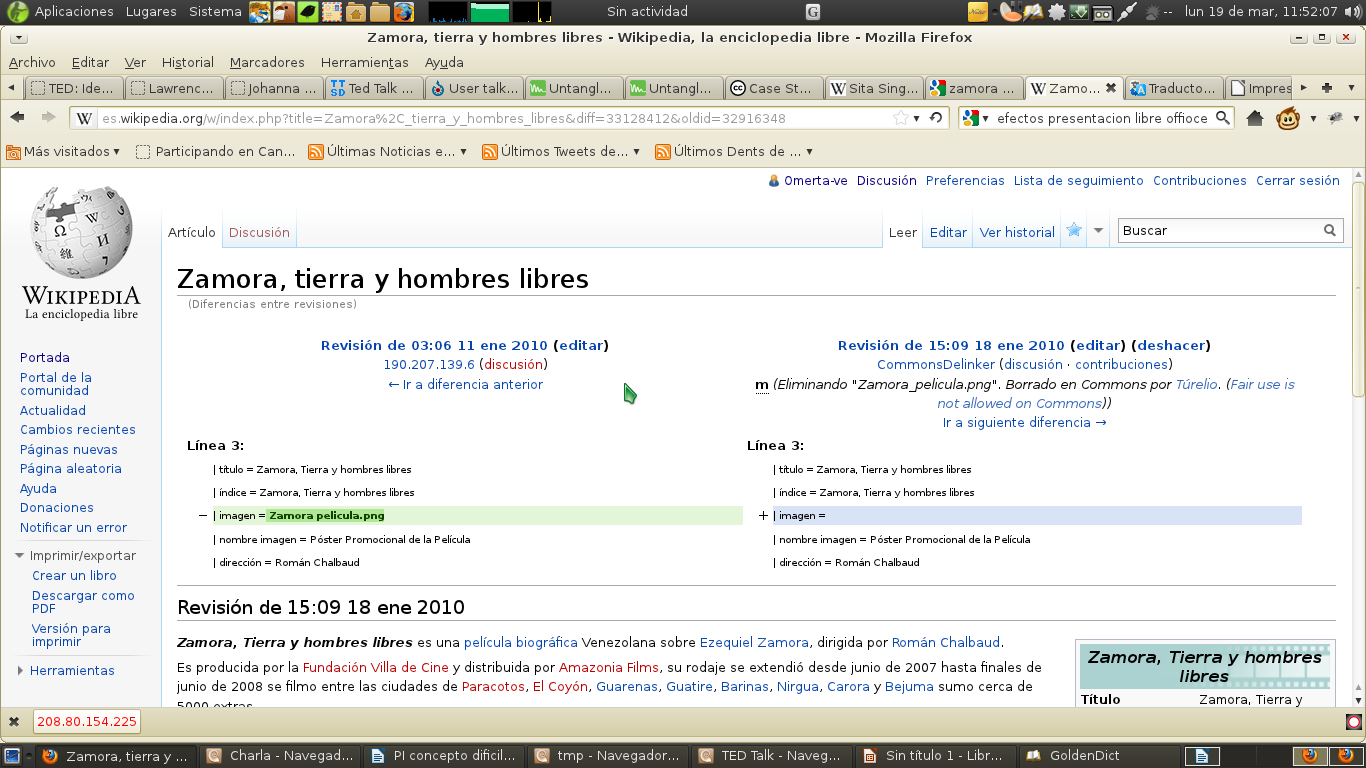 Aplicaciones Lugares Sistema Sin actividad G lun 19 de mar, 11:52:07
Zamora, tierra y hombres libres - Wikipedia, la enciclopedia libre - Mozilla Firefox
Archivo Editar Ver Historial Marcadores Herramientas Ayuda
TED: Ide... Lawrenc... Johanna ... Ted Talk ... User talk... Untangl... Untangl... Case St... Sita Sing... zamora ... Zamo... Traducto... Impres
es.wikipedia.org/w/index.php?title=Zamora%2C_tierra_y_hombres_libres&diff=33128412&oldid=32916348 efectos presentacion libre offioce
Más visitados Participando en Can... Últimas Noticias e... Últimos Tweets de... Últimos Dents de ...
Omerta-ve Discusión Preferencias Lista de seguimiento Contribuciones Cerrar sesión
Artículo Discusión Leer Editar Ver historial Buscar
WIKIPEDIA
La enciclopedia libre
Portada
Portal de la
comunidad
Actualidad
Cambios recientes
Páginas nuevas
Página aleatoria
Ayuda
Donaciones
Notificar un error
Imprimir/exportar
Crear un libro
Descargar como
PDF
Versión para
imprimir
Herramientas
Zamora, tierra y hombres libres
(Diferencias entre revisiones)
Revisión de 03:06 11 ene 2010 (editar)
190.207.139.6 (discusión)
← Ir a diferencia anterior
Revisión de 15:09 18 ene 2010 (editar) (deshacer)
CommonsDelinker (discusión · contribuciones)
m (Eliminando "Zamora_pelicula.png". Borrado en Commons por Túrelio. (Fair use is
not allowed on Commons))
Ir a siguiente diferencia →
Línea 3: Línea 3:
| título = Zamora, Tierra y hombres libres | título = Zamora, Tierra y hombres libres
| índice = Zamora, Tierra y hombres libres | índice = Zamora, Tierra y hombres libres
− | imagen = Zamora pelicula.png + | imagen =
| nombre imagen = Póster Promocional de la Película | nombre imagen = Póster Promocional de la Película
| dirección = Román Chalbaud | dirección = Román Chalbaud
Revisión de 15:09 18 ene 2010
Zamora, Tierra y hombres libres es una película biográfica Venezolana sobre Ezequiel Zamora, dirigida por Román Chalbaud.
Es producida por la Fundación Villa de Cine y distribuida por Amazonia Films, su rodaje se extendió desde junio de 2007 hasta finales de
junio de 2008 se filmo entre las ciudades de Paracotos, El Coyón, Guarenas, Guatire, Barinas, Nirgua, Carora y Bejuma sumo cerca de
5000 extras
Zamora, Tierra y hombres
libres
Título Zamora, Tierra y
208.80.154.225
Zamora, tierra y ... Charla - Navegad... PI concepto dificil... tmp - Navegador... TED Talk - Naveg... Sin título 1 - Libr... GoldenDict